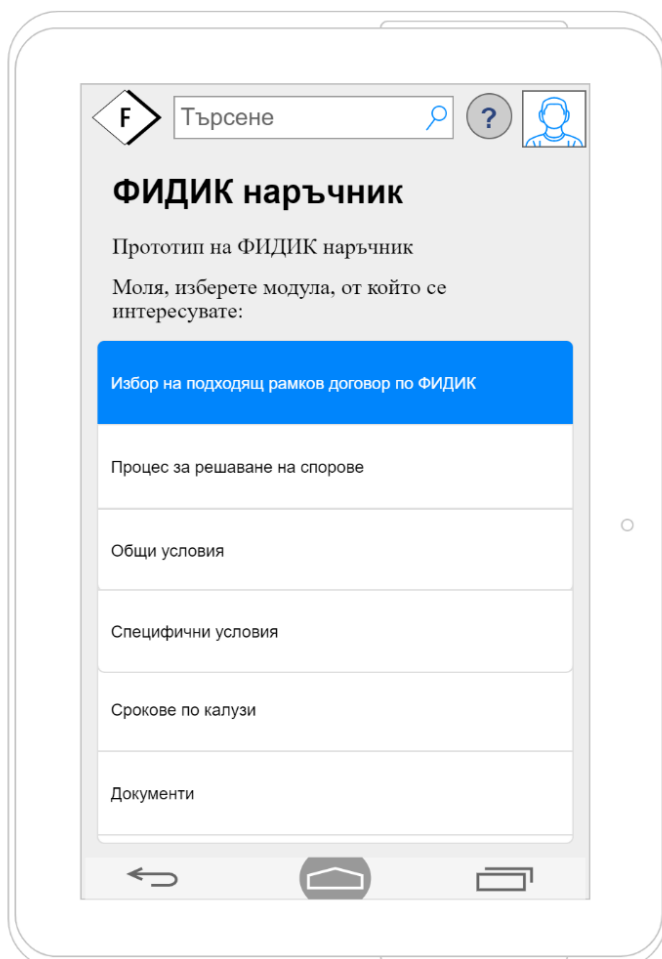 F
Търсене
?
ФИДИК наръчник
Прототип на ФИДИК наръчник
Моля, изберете модула, от който се
интересувате:
Избор на подходящ рамков договор по ФИДИК
Процес за решаване на спорове
Общи условия
Специфични условия
Срокове по калузи
Документи